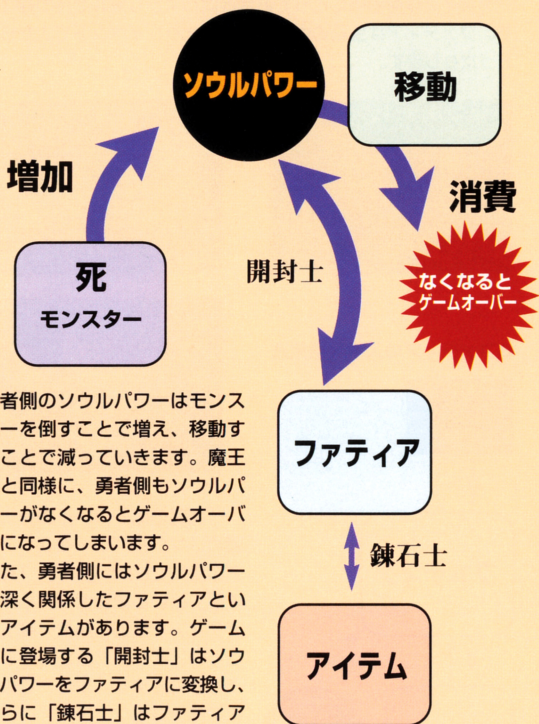 ソウルパワー
移動
増加
消費
死
モンスター
開封士
なくなると
ゲームオーバー
ファティア
錬石士
アイテム
者側のソウルパワーはモンス
ーを倒すことで増え、移動す
ことで減っていきます。魔王
と同様に、勇者側もソウルパ
ーがなくなるとゲームオーバ
になってしまいます。
た、勇者側にはソウルパワー
深く関係したファティアとい
アイテムがあります。ゲーム
に登場する「開封士」はソウ
パワーをファティアに変換し、
らに「錬石士」はファティア